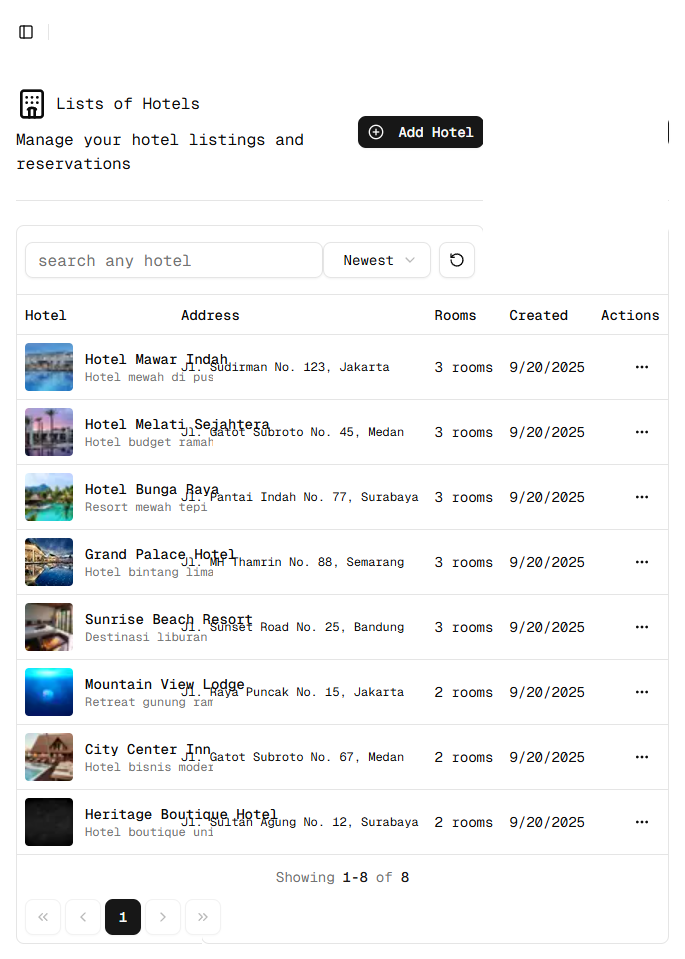 Lists of Hotels
Manage your hotel listings and
reservations
Add Hotel
search any hotel
Newest
Hotel Address Rooms Created Actions
Hotel Mawar Indah
Hotel mewah di pus
Jl. Sudirman No. 123, Jakarta 3 rooms 9/20/2025
Hotel Melati Sejahtera
Hotel budget ramah
Jl. Gatot Subroto No. 45, Medan 3 rooms 9/20/2025
Hotel Bunga Raya
Resort mewah tepi
Jl. Pantai Indah No. 77, Surabaya 3 rooms 9/20/2025
Grand Palace Hotel
Hotel bintang lima
Jl. MH Thamrin No. 88, Semarang 3 rooms 9/20/2025
Sunrise Beach Resort
Destinasi liburan
Jl. Sunset Road No. 25, Bandung 3 rooms 9/20/2025
Mountain View Lodge
Retreat gunung ram
Jl. Raya Puncak No. 15, Jakarta 2 rooms 9/20/2025
City Center Inn
Hotel bisnis moder
Jl. Gatot Subroto No. 67, Medan 2 rooms 9/20/2025
Heritage Boutique Hotel
Hotel boutique uni
Jl. Sultan Agung No. 12, Surabaya 2 rooms 9/20/2025
Showing 1-8 of 8
1